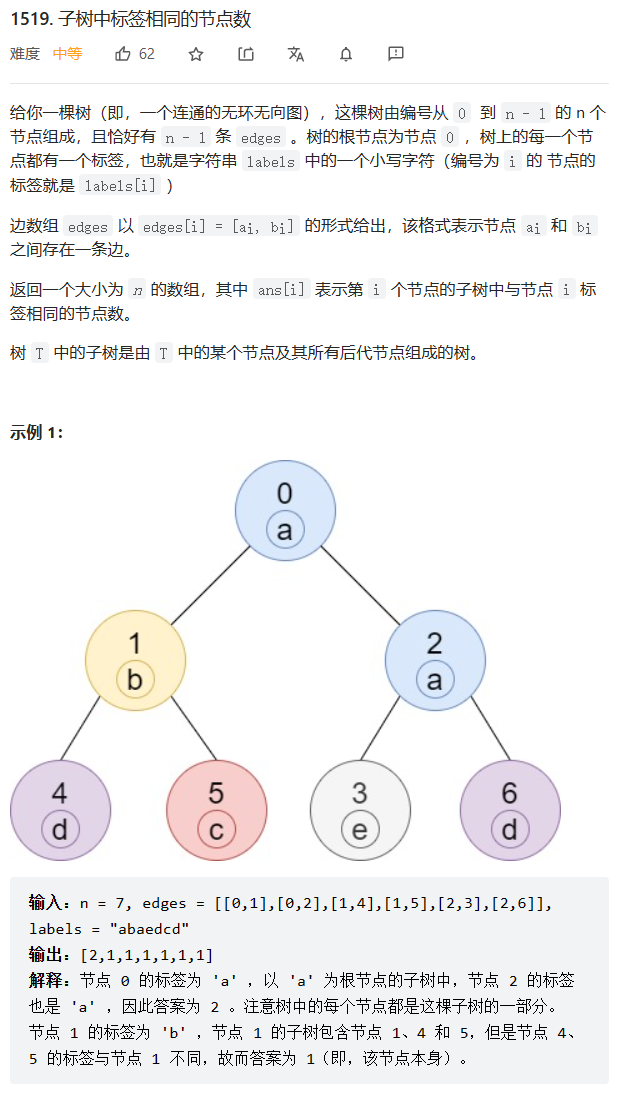 1519. 子树中标签相同的节点数
难度 中等 62
给你一棵树（即，一个连通的无环无向图），这棵树由编号从 0 到 n - 1 的 n 个
节点组成，且恰好有 n - 1 条 edges 。树的根节点为节点 0 ，树上的每一个节
点都有一个标签，也就是字符串 labels 中的一个小写字符（编号为 i 的 节点的
标签就是 labels[i] ）
边数组 edges 以 edges[i] = [ai, bi] 的形式给出，该格式表示节点 ai 和 bi
之间存在一条边。
返回一个大小为 n 的数组，其中 ans[i] 表示第 i 个节点的子树中与节点 i 标
签相同的节点数。
树 T 中的子树是由 T 中的某个节点及其所有后代节点组成的树。
示例 1：
0
a
1 2
b a
4 5 3 6
d c e d
输入：n = 7, edges = [[0,1],[0,2],[1,4],[1,5],[2,3],[2,6]],
labels = "abaedcd"
输出：[2,1,1,1,1,1,1]
解释：节点 0 的标签为 'a' ，以 'a' 为根节点的子树中，节点 2 的标签
也是 'a' ，因此答案为 2 。注意树中的每个节点都是这棵子树的一部分。
节点 1 的标签为 'b' ，节点 1 的子树包含节点 1、4 和 5，但是节点 4、
5 的标签与节点 1 不同，故而答案为 1（即，该节点本身）。